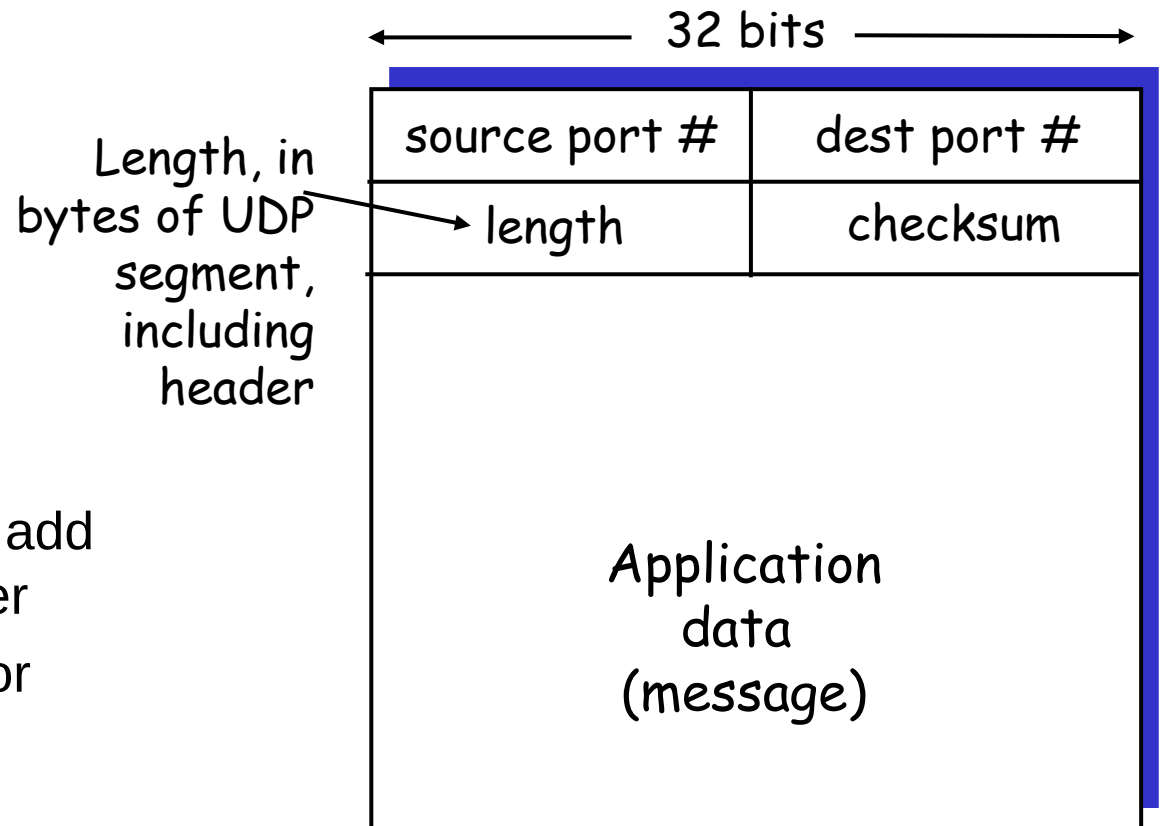 32 bits
source port # dest port #
Length, in
bytes of UDP
segment,
including
header
length checksum
add
er
or
Application
data
(message)